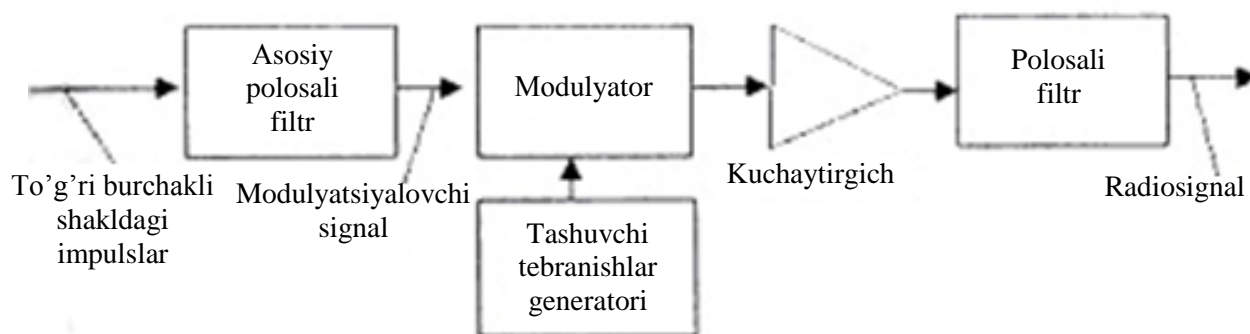 Asosiy
polosali
filtr
Modulyator
Polosali
filtr
To’g’ri burchakli
shakldagi
impulslar
Modulyatsiyalovchi
signal
Kuchaytirgich
Radiosignal
Tashuvchi
tebranishlar
generatori